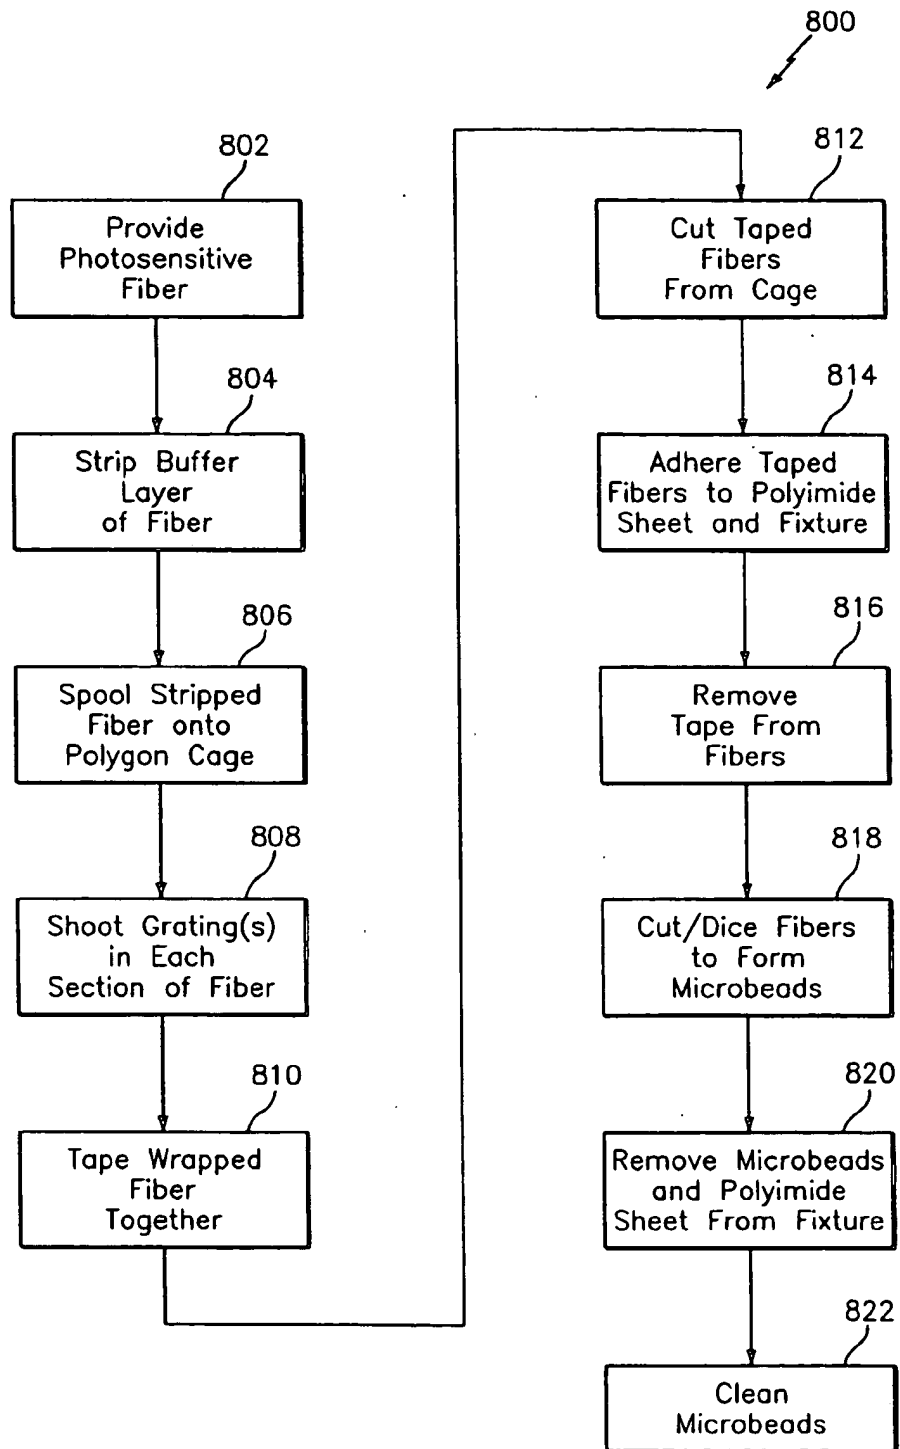 800
802
Provide
Photosensitive
Fiber
804
Strip Buffer
Layer
of Fiber
806
Spool Stripped
Fiber onto
Polygon Cage
808
Shoot Grating(s)
in Each
Section of Fiber
810
Tape Wrapped
Fiber
Together
812
Cut Taped
Fibers
From Cage
814
Adhere Taped
Fibers to Polyimide
Sheet and Fixture
816
Remove
Tape From
Fibers
818
Cut/Dice Fibers
to Form
Microbeads
820
Remove Microbeads
and Polyimide
Sheet From Fixture
822
Clean
Microbeads